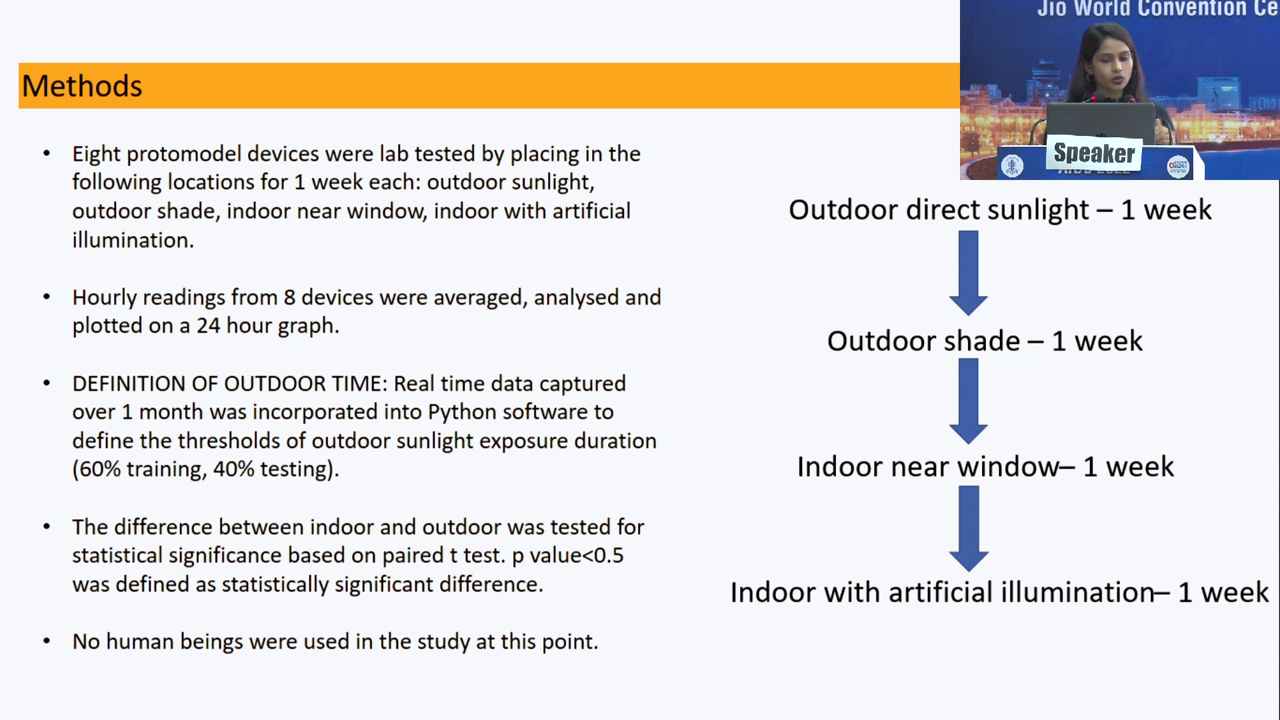 Jio World Convention Ce
Methods
Speaker
• Eight protomodel devices were lab tested by placing in the
following locations for 1 week each: outdoor sunlight,
outdoor shade, indoor near window, indoor with artificial
illumination.
• Hourly readings from 8 devices were averaged, analysed and
plotted on a 24 hour graph.
• DEFINITION OF OUTDOOR TIME: Real time data captured
over 1 month was incorporated into Python software to
define the thresholds of outdoor sunlight exposure duration
(60% training, 40% testing).
• The difference between indoor and outdoor was tested for
statistical significance based on paired t test. p value<0.5
was defined as statistically significant difference.
• No human beings were used in the study at this point.
Outdoor direct sunlight – 1 week
Outdoor shade – 1 week
Indoor near window– 1 week
Indoor with artificial illumination– 1 week